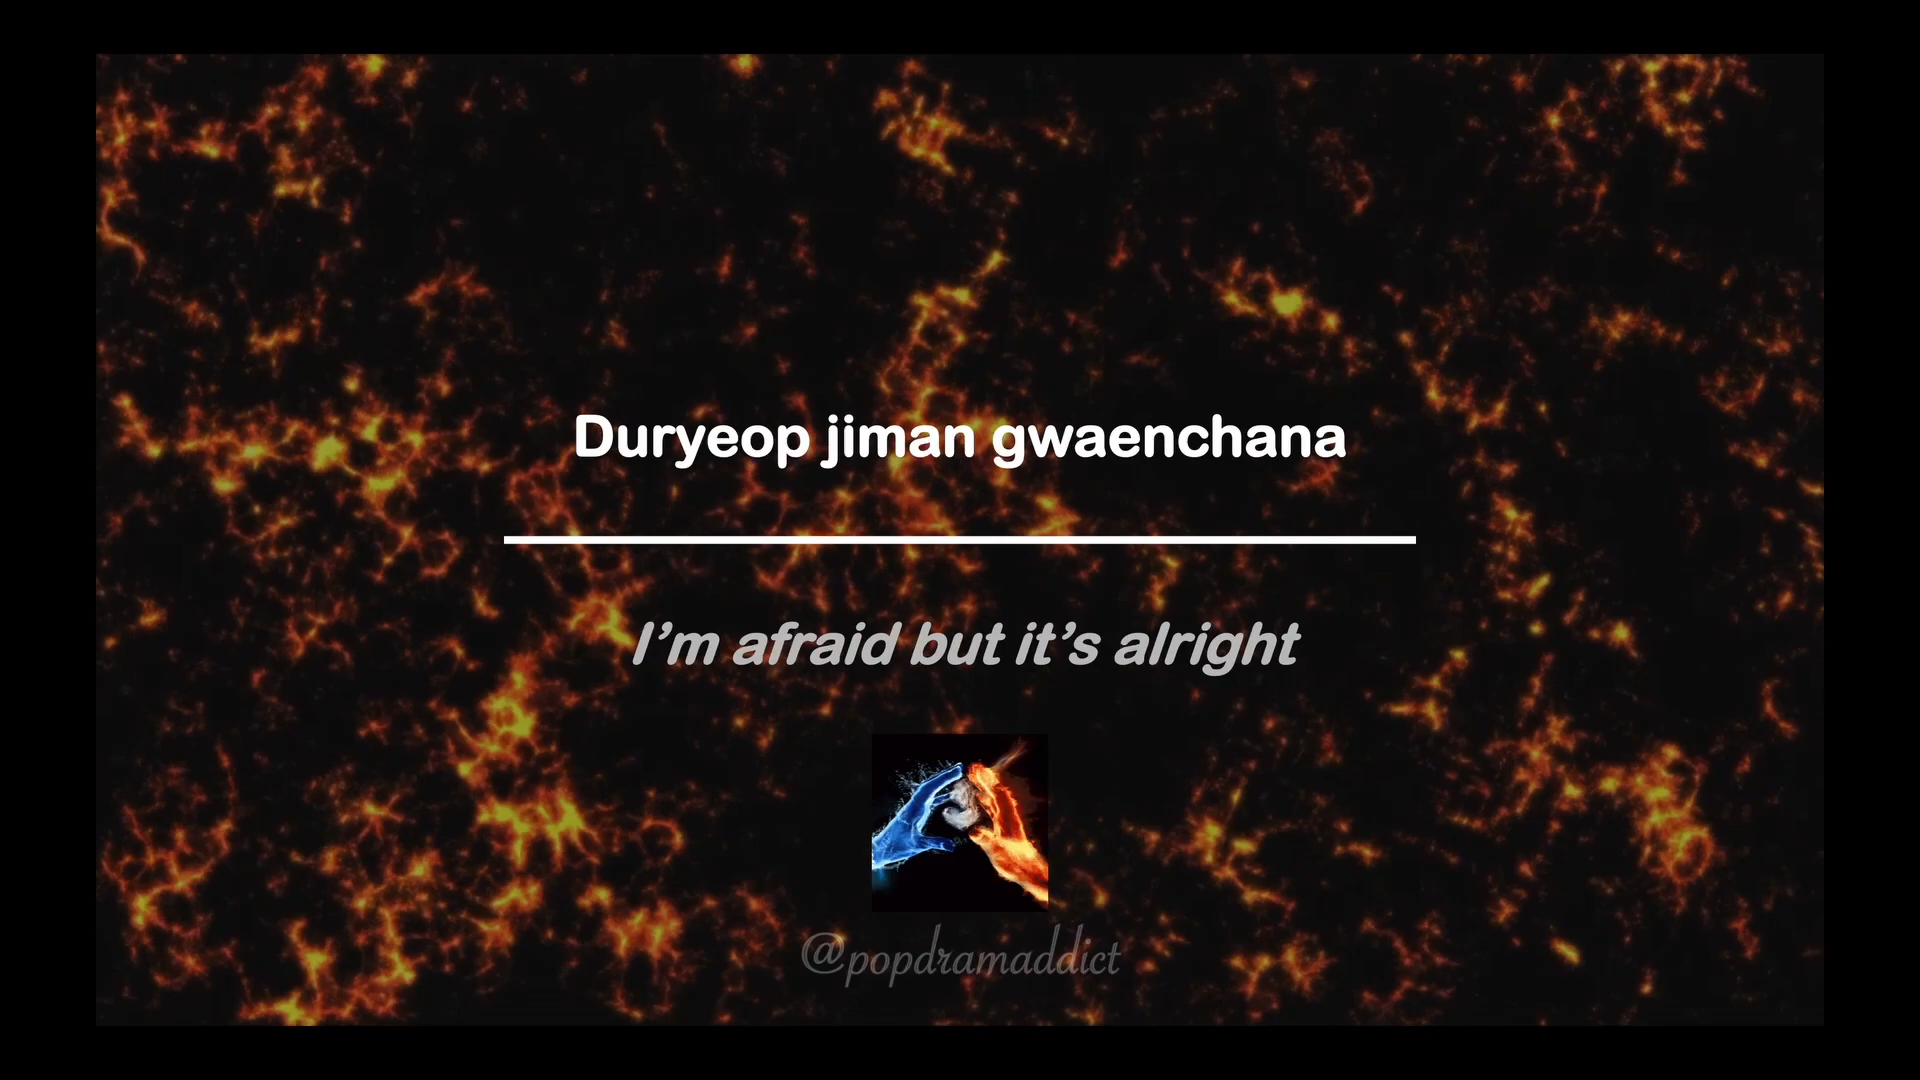 Duryeop jiman gwaenchana
I’m afraid but it’s alright
@popdramaddict